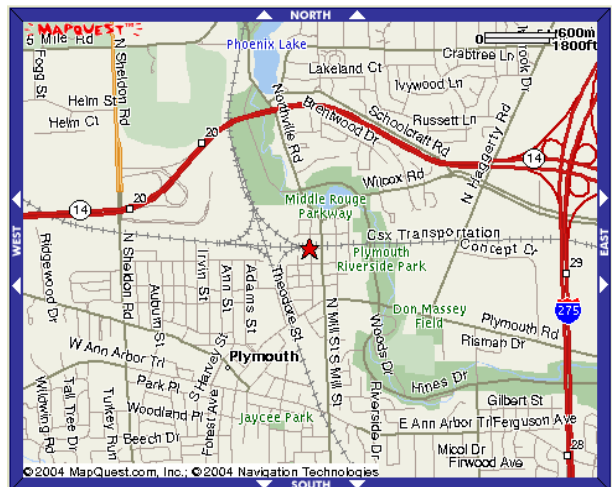 NORTH
MAPQUEST™
600m
0
1800ft
5 Mile Rd
N Sheldon Rd
Fogg St
Phoenix Lake
Crabtree Ln
Lakeland Ct
Ivywood Ln
Helm St
Helm Ct
Northville Rd
Brentwood Dr
Schoolcraft Rd
Russett Ln
N Haggerty Rd
20
14
Wilcox Rd
20
14
Middle Rouge
Parkway
WEST
EAST
Csx Transportation
Concept Dr
Plymouth
Riverside Park
Ridgewood Dr
N Sheldon Rd
Auburn St
Irvin St
Ann St
Adams St
Theodore St
29
275
Don Massey
Field
Plymouth Rd
Risman Dr
N Mill St
S Mill St
Woods Dr
W Ann Arbor Trl
S Harvey St
Plymouth
Park Pl
Hines Dr
Wildwing Rd
Tall Tree Dr
Turkey Run
Woodland Pl
Forest Ave
Jaycee Park
Riverside Dr
Gilbert St
E Ann Arbor Trl
Ferguson Ave
Beech Dr
Micol Dr
Firwood Ave
28
©2004 MapQuest.com, Inc.; ©2004 Navigation Technologies
SOUTH